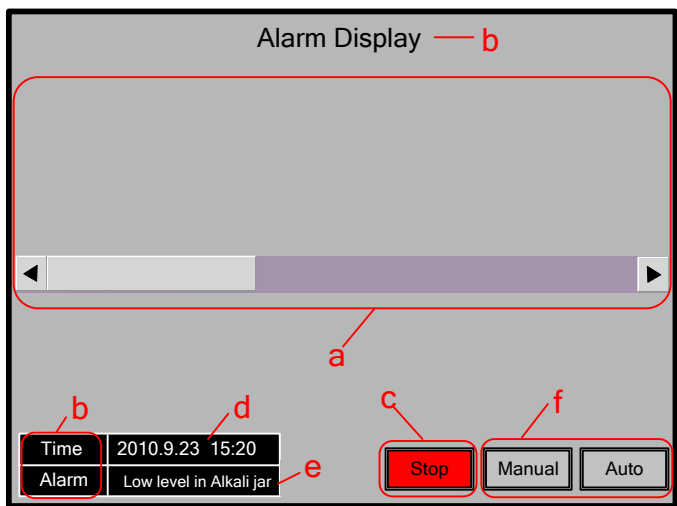 Alarm Display b
a
b d c f
Time 2010.9.23 15:20
Alarm Low level in Alkali jar e
Stop Manual Auto